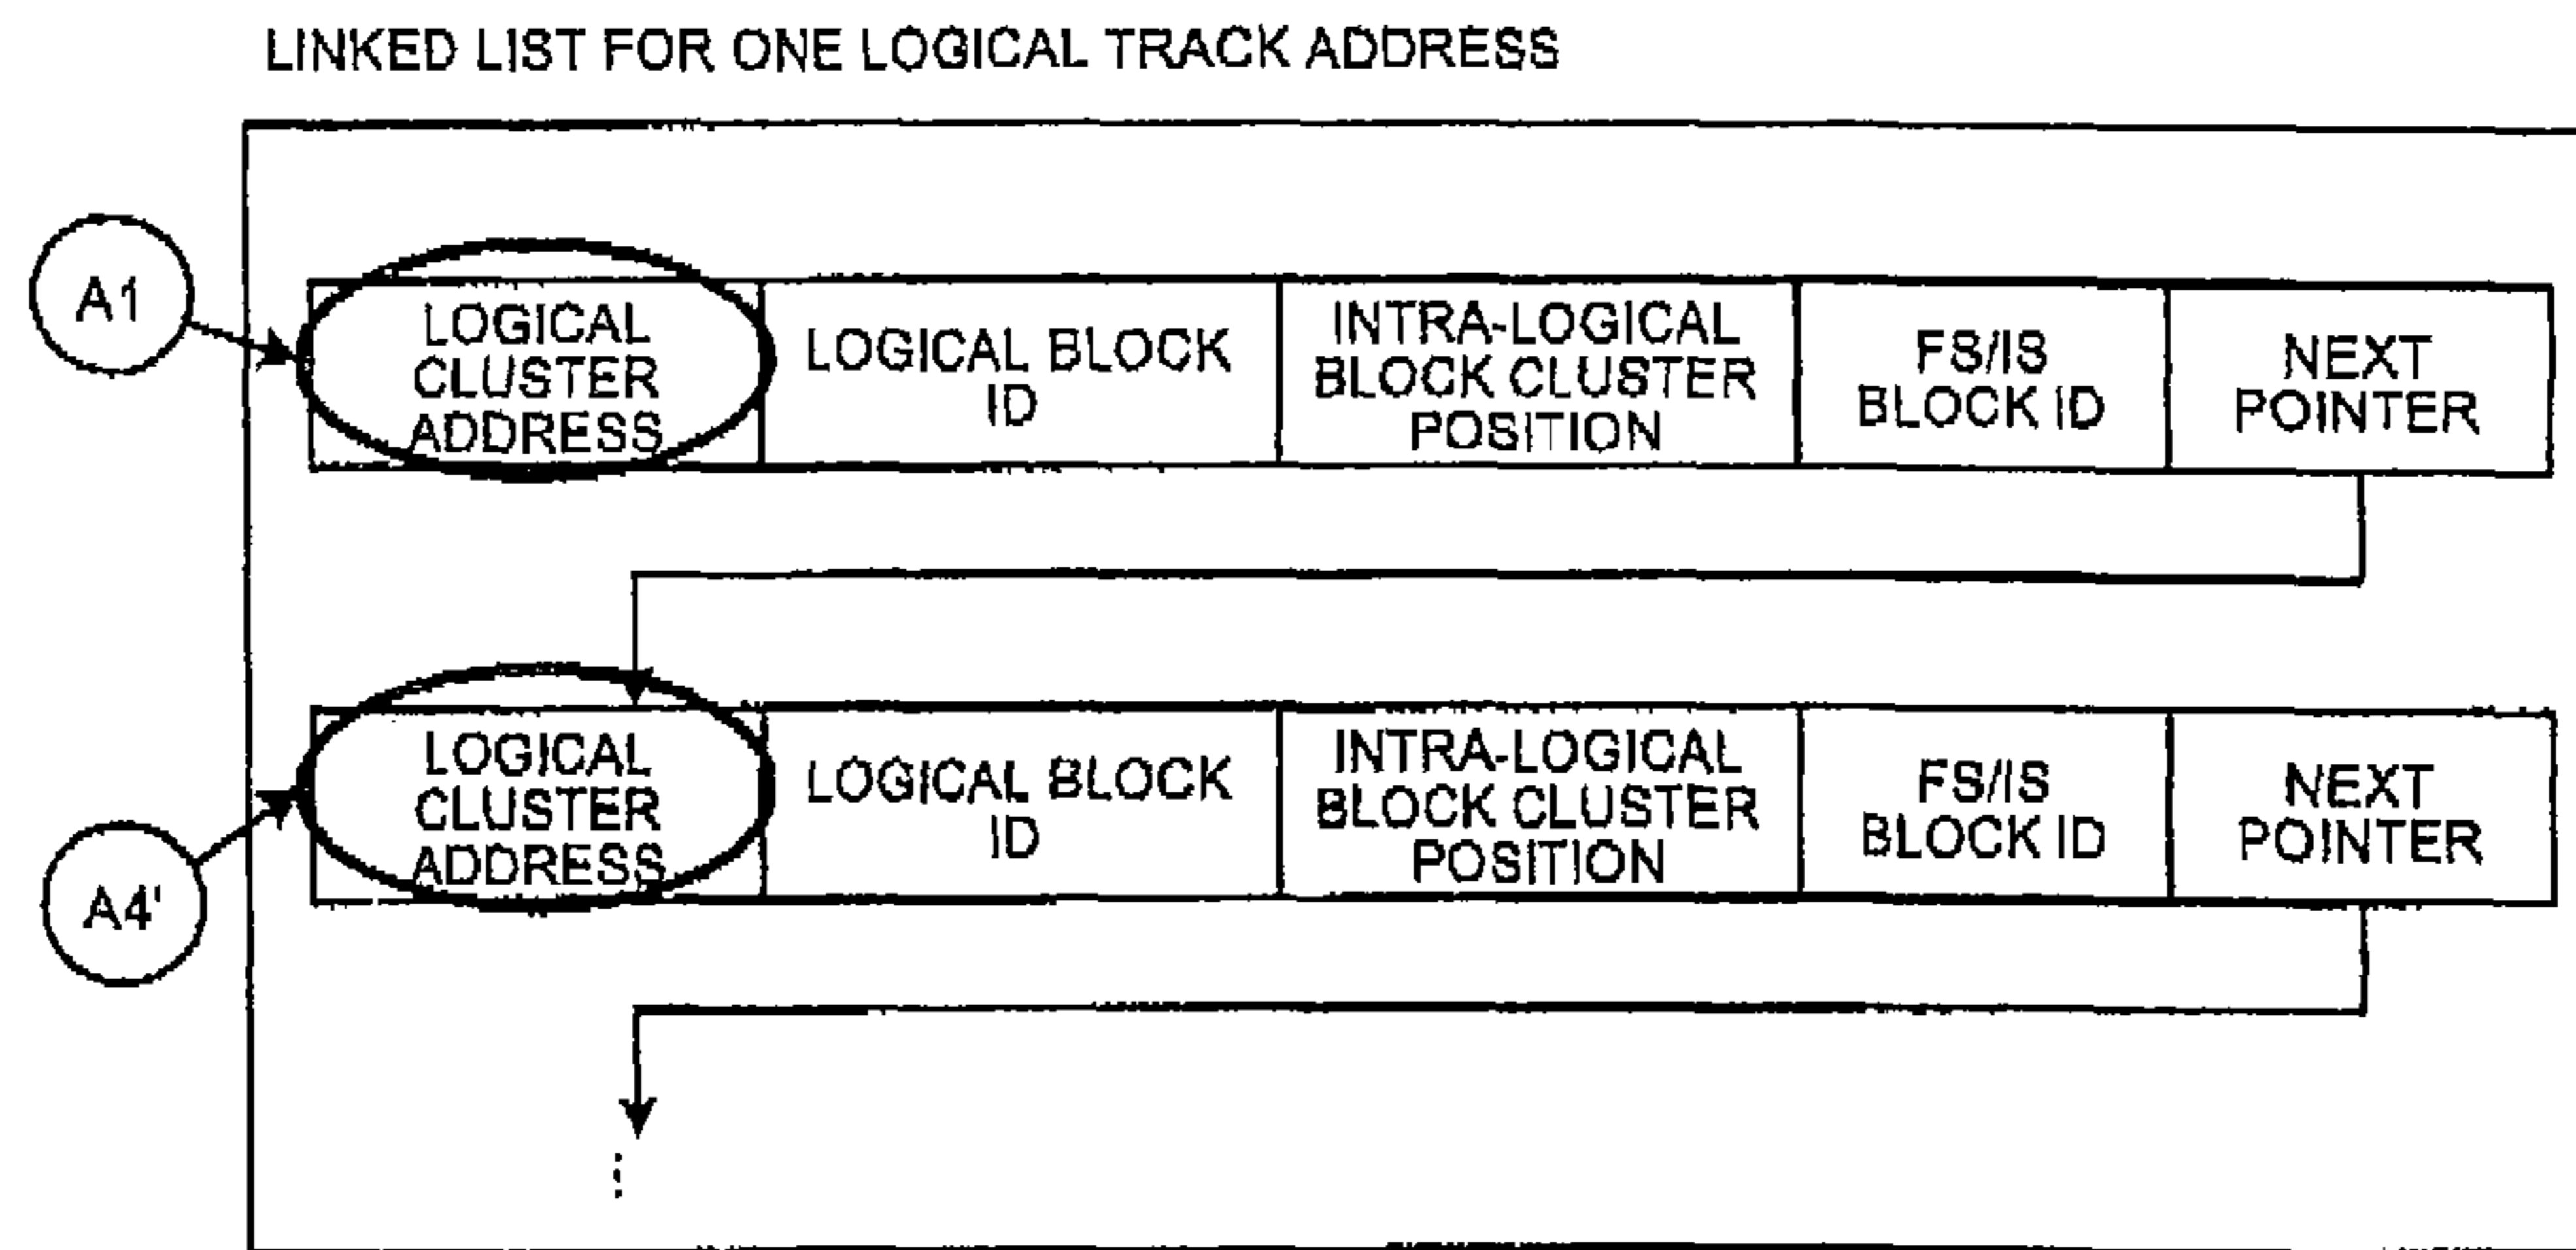 LINKED LIST FOR ONE LOGICAL TRACK ADDRESS
A1
LOGICAL
CLUSTER
ADDRESS
LOGICAL BLOCK
ID
INTRA-LOGICAL
BLOCK CLUSTER
POSITION
FS/IS
BLOCK ID
NEXT
POINTER
A4'
LOGICAL
CLUSTER
ADDRESS
LOGICAL BLOCK
ID
INTRA-LOGICAL
BLOCK CLUSTER
POSITION
FS/IS
BLOCK ID
NEXT
POINTER
⋮